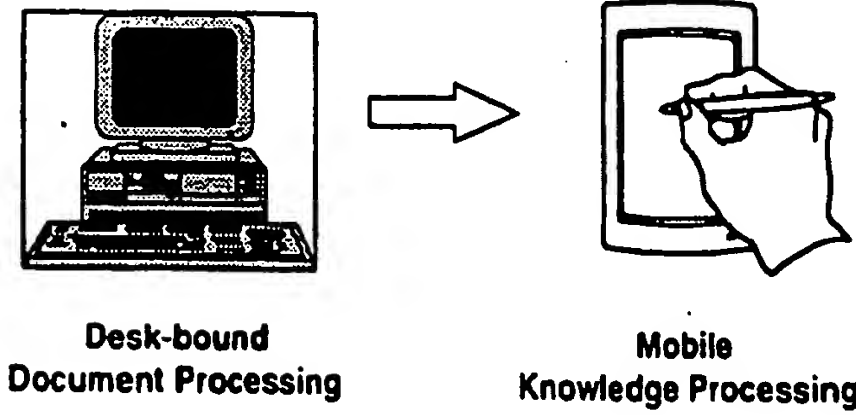 Desk-bound
Document Processing
Mobile
Knowledge Processing